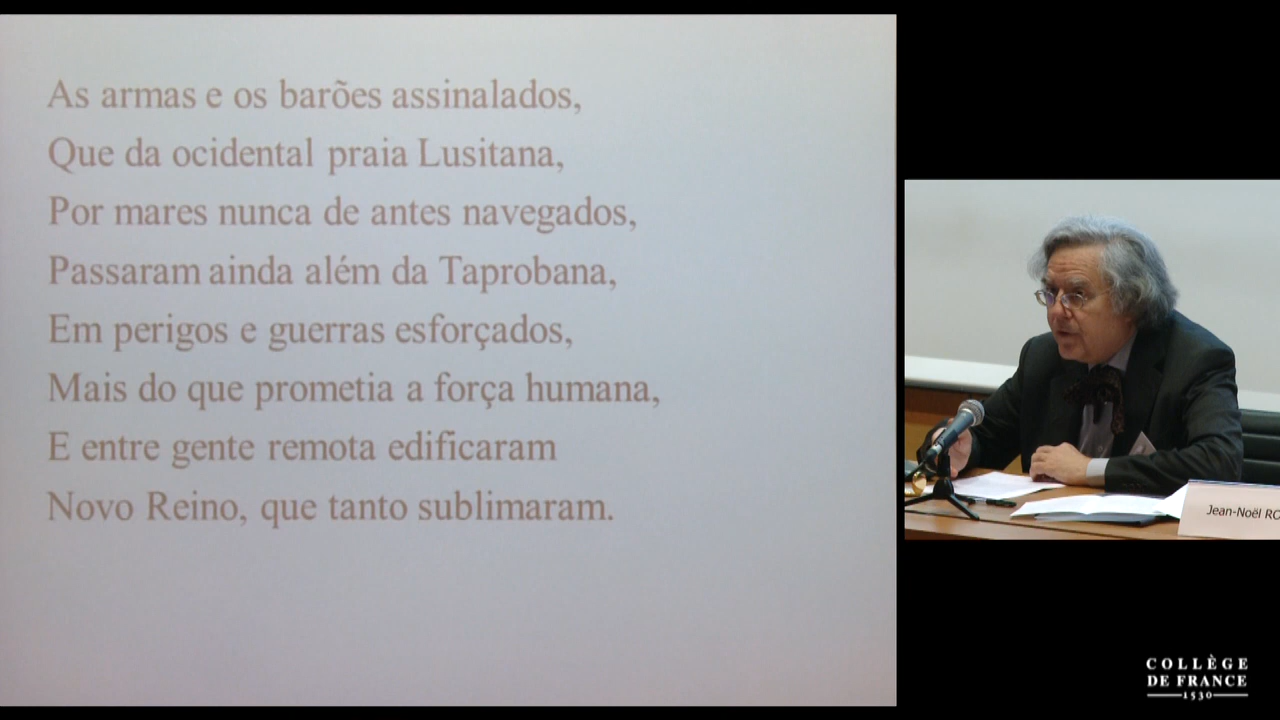 As armas e os barões assinalados,
Que da ocidental praia Lusitana,
Por mares nunca de antes navegados,
Passaram ainda além da Taprobana,
Em perigos e guerras esforçados,
Mais do que prometia a força humana,
E entre gente remota edificaram
Novo Reino, que tanto sublimaram.
Jean-Noël
COLLÈGE
DE FRANCE
1530